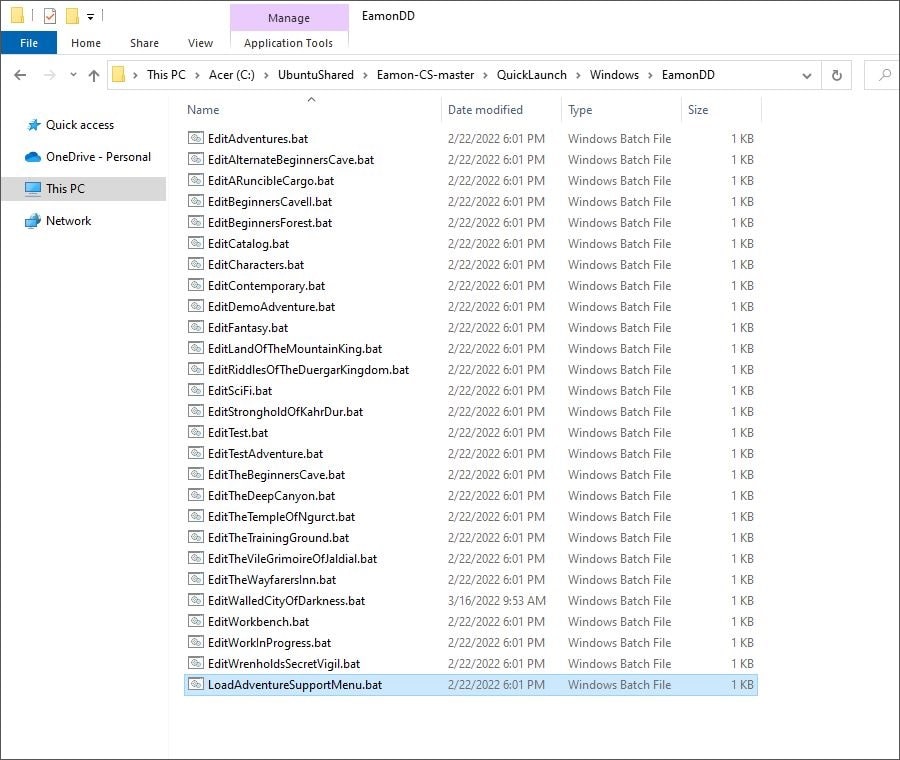 Manage
EamonDD
File Home Share View Application Tools
This PC Acer (C:) UbuntuShared Eamon-CS-master QuickLaunch Windows EamonDD
Quick access
OneDrive - Personal
This PC
Network
Name Date modified Type Size
EditAdventures.bat 2/22/2022 6:01 PM Windows Batch File 1 KB
EditAlternateBeginnersCave.bat 2/22/2022 6:01 PM Windows Batch File 1 KB
EditARuncibleCargo.bat 2/22/2022 6:01 PM Windows Batch File 1 KB
EditBeginnersCaveII.bat 2/22/2022 6:01 PM Windows Batch File 1 KB
EditBeginnersForest.bat 2/22/2022 6:01 PM Windows Batch File 1 KB
EditCatalog.bat 2/22/2022 6:01 PM Windows Batch File 1 KB
EditCharacters.bat 2/22/2022 6:01 PM Windows Batch File 1 KB
EditContemporary.bat 2/22/2022 6:01 PM Windows Batch File 1 KB
EditDemoAdventure.bat 2/22/2022 6:01 PM Windows Batch File 1 KB
EditFantasy.bat 2/22/2022 6:01 PM Windows Batch File 1 KB
EditLandOfTheMountainKing.bat 2/22/2022 6:01 PM Windows Batch File 1 KB
EditRiddlesOfTheDuergarKingdom.bat 2/22/2022 6:01 PM Windows Batch File 1 KB
EditSciFi.bat 2/22/2022 6:01 PM Windows Batch File 1 KB
EditStrongholdOfKahrDur.bat 2/22/2022 6:01 PM Windows Batch File 1 KB
EditTest.bat 2/22/2022 6:01 PM Windows Batch File 1 KB
EditTestAdventure.bat 2/22/2022 6:01 PM Windows Batch File 1 KB
EditTheBeginnersCave.bat 2/22/2022 6:01 PM Windows Batch File 1 KB
EditTheDeepCanyon.bat 2/22/2022 6:01 PM Windows Batch File 1 KB
EditTheTempleOfNgurct.bat 2/22/2022 6:01 PM Windows Batch File 1 KB
EditTheTrainingGround.bat 2/22/2022 6:01 PM Windows Batch File 1 KB
EditTheVileGrimoireOfJaldial.bat 2/22/2022 6:01 PM Windows Batch File 1 KB
EditTheWayfarersInn.bat 2/22/2022 6:01 PM Windows Batch File 1 KB
EditWalledCityOfDarkness.bat 3/16/2022 9:53 AM Windows Batch File 1 KB
EditWorkbench.bat 2/22/2022 6:01 PM Windows Batch File 1 KB
EditWorkInProgress.bat 2/22/2022 6:01 PM Windows Batch File 1 KB
EditWrenholdsSecretVigil.bat 2/22/2022 6:01 PM Windows Batch File 1 KB
LoadAdventureSupportMenu.bat 2/22/2022 6:01 PM Windows Batch File 1 KB